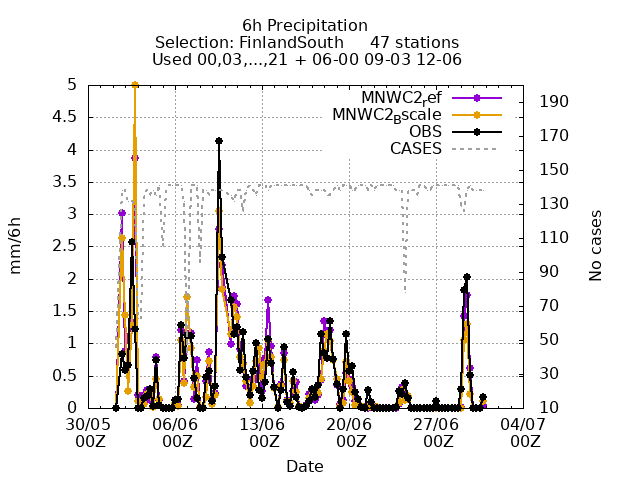 6h Precipitation
Selection: FinlandSouth 47 stations
Used 00,03,...,21 + 06-00 09-03 12-06
MNWC2ref
MNWC2Bscale
OBS
CASES
mm/6h
5
4.5
4
3.5
3
2.5
2
1.5
1
0.5
0
No cases
190
170
150
130
110
90
70
50
30
10
30/05 06/06 13/06 20/06 27/06 04/07
00Z 00Z 00Z 00Z 00Z 00Z
Date